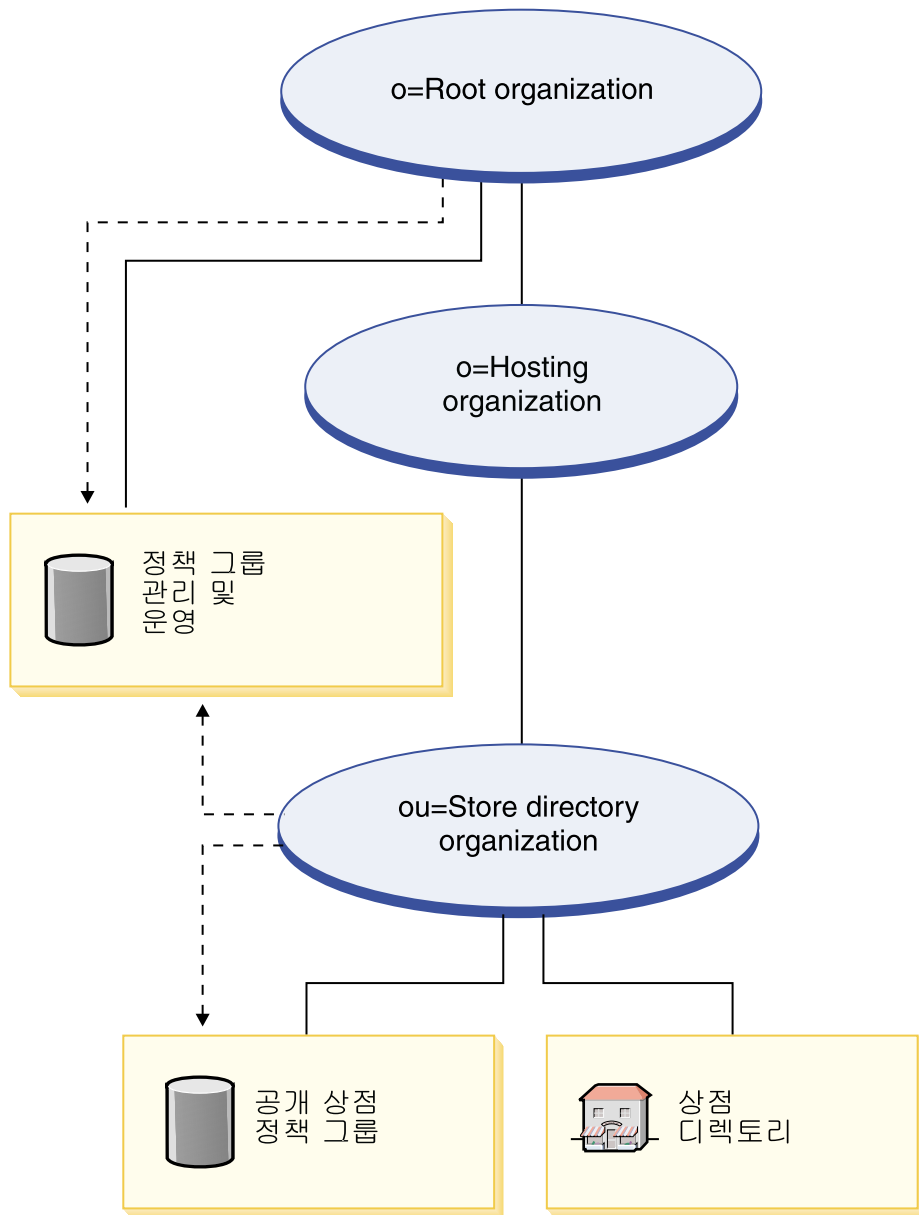 o=Root organization
o=Hosting
organization
정책 그룹
관리 및
운영
ou=Store directory
organization
공개 상점
정책 그룹
상점
디렉토리